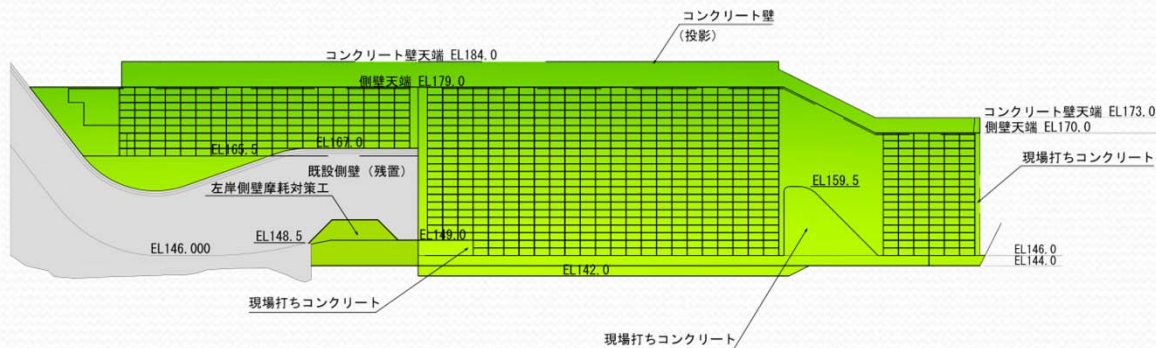 コンクリート壁
（投影）
コンクリート壁天端 EL184.0
側壁天端 EL179.0
コンクリート壁天端 EL173.0
側壁天端 EL170.0
EL167.0
EL165.5
現場打ちコンクリート
既設側壁（残置）
左岸側壁摩耗対策工
EL159.5
EL148.5
EL149.0
EL146.000
EL146.0
EL144.0
EL142.0
現場打ちコンクリート
現場打ちコンクリート